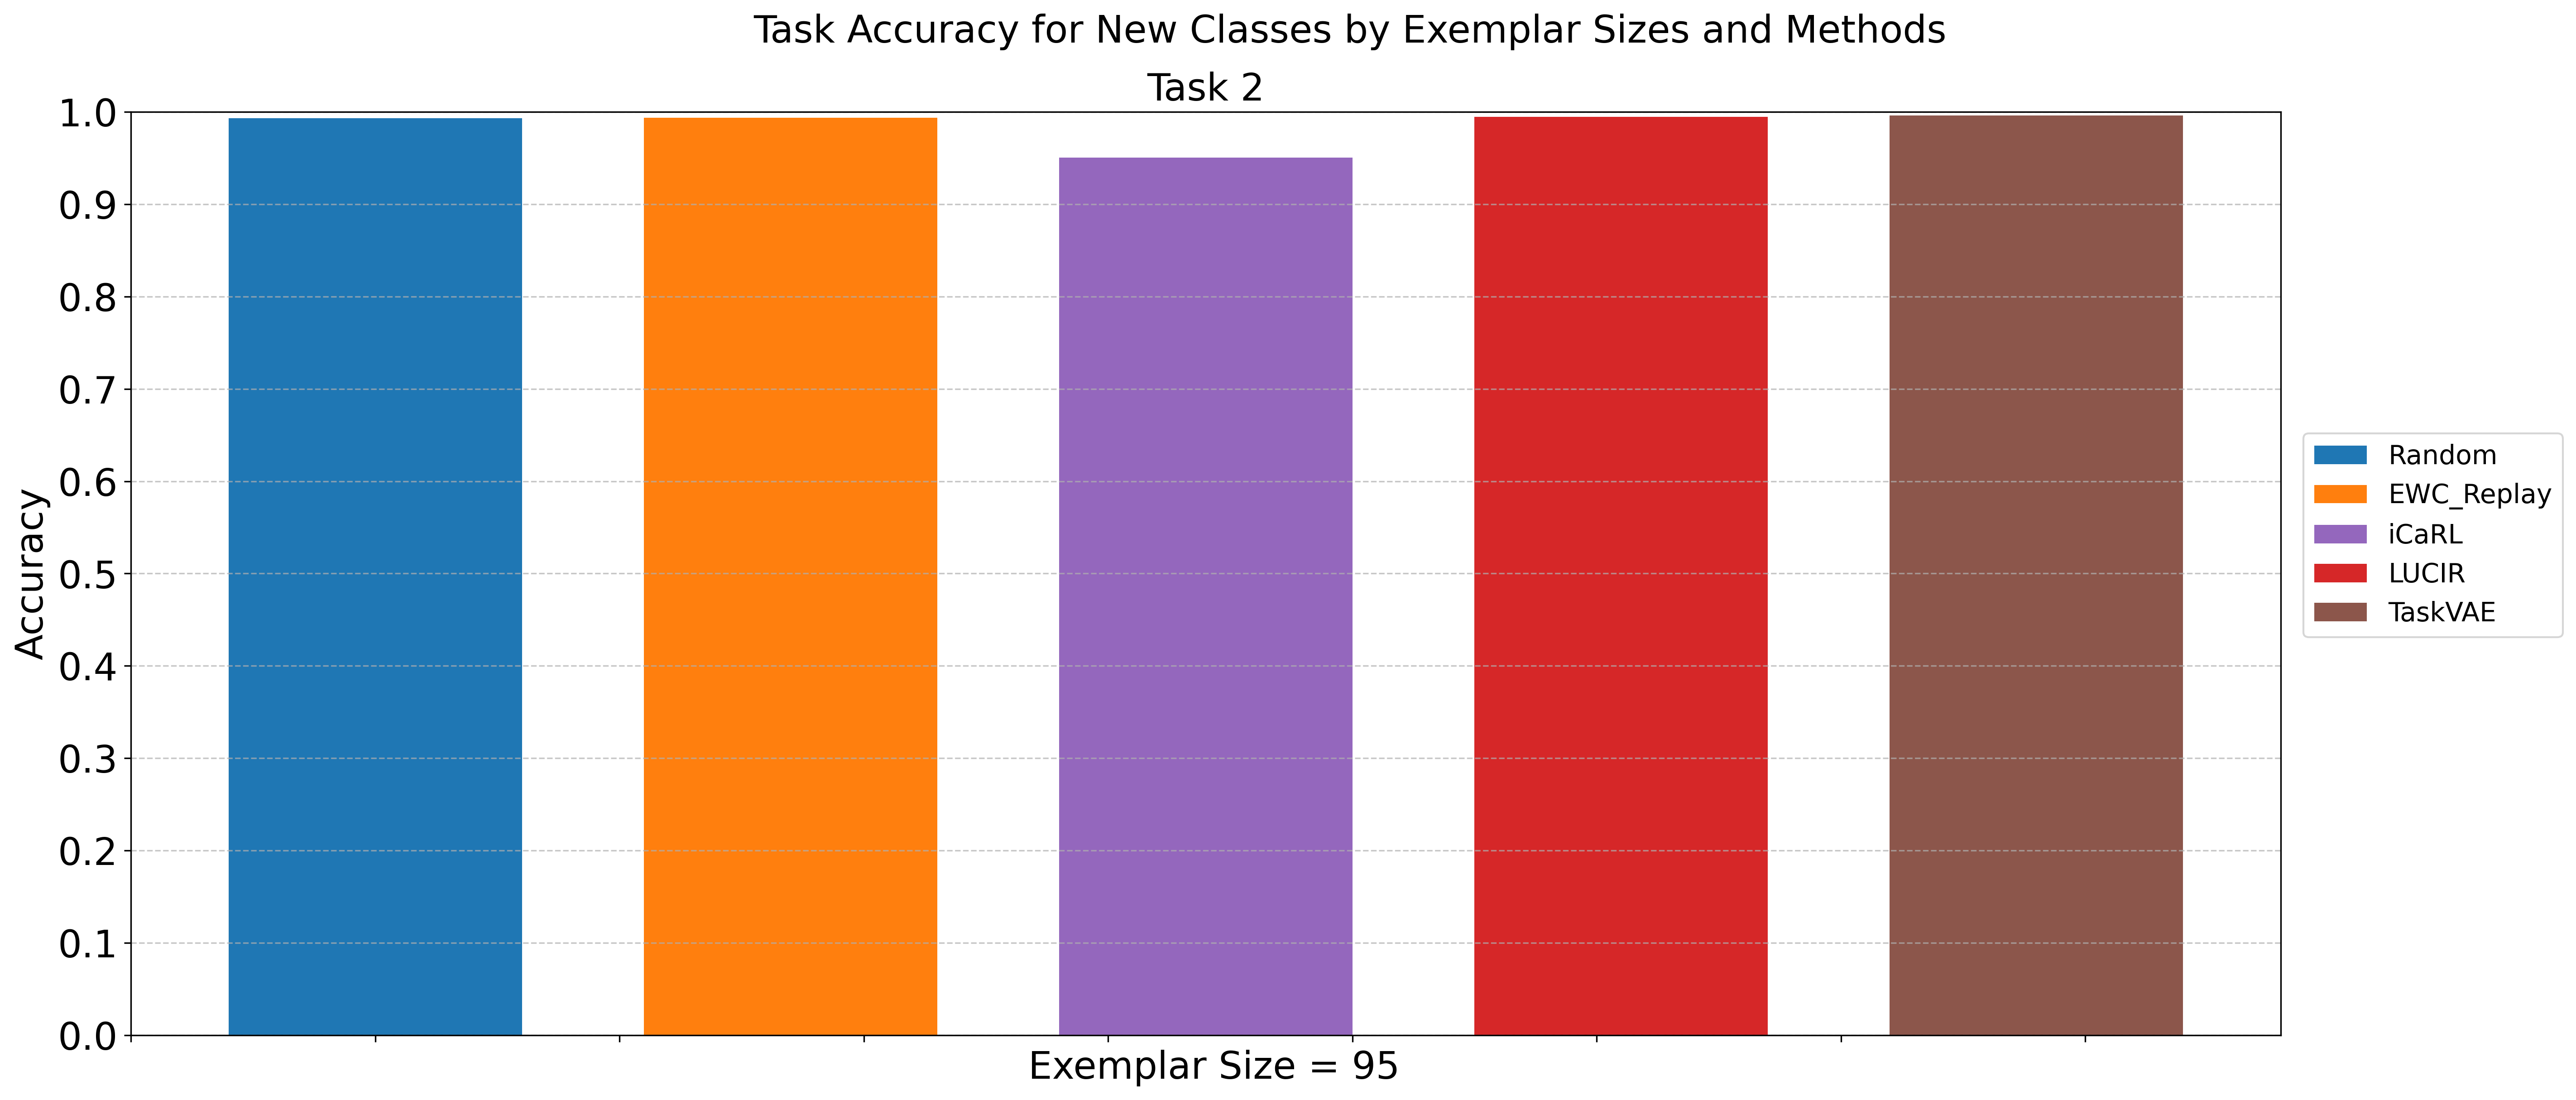 Task Accuracy for New Classes by Exemplar Sizes and Methods
Task 2
1.0
0.9
0.8
0.7
0.6
0.5
0.4
0.3
0.2
0.1
0.0
Accuracy
Exemplar Size = 95
Random
EWC_Replay
iCaRL
LUCIR
TaskVAE